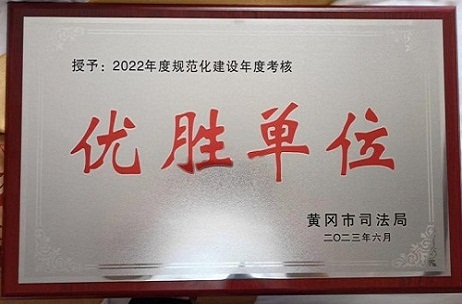 授予：2022年度规范化建设年度考核
优胜单位
黄冈市司法局
二〇二三年六月